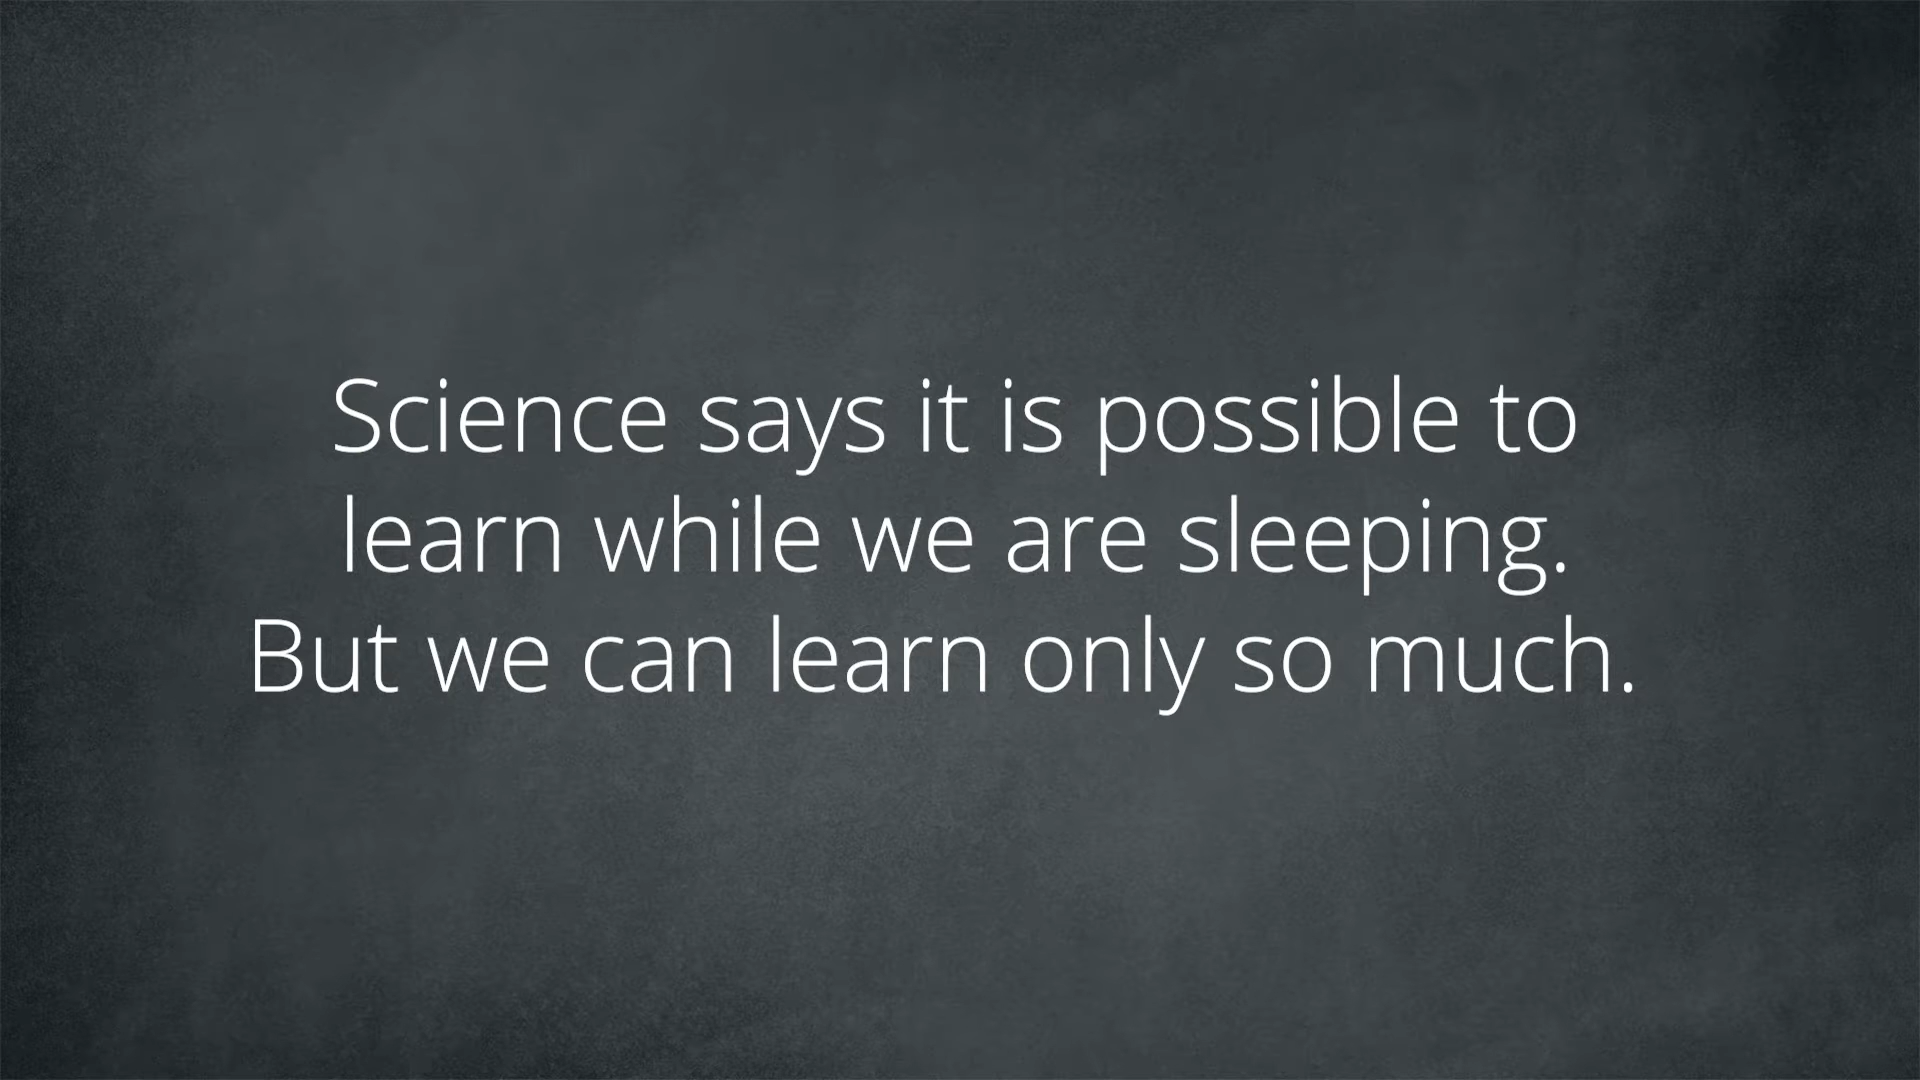 Science says it is possible to
learn while we are sleeping.
But we can learn only so much.